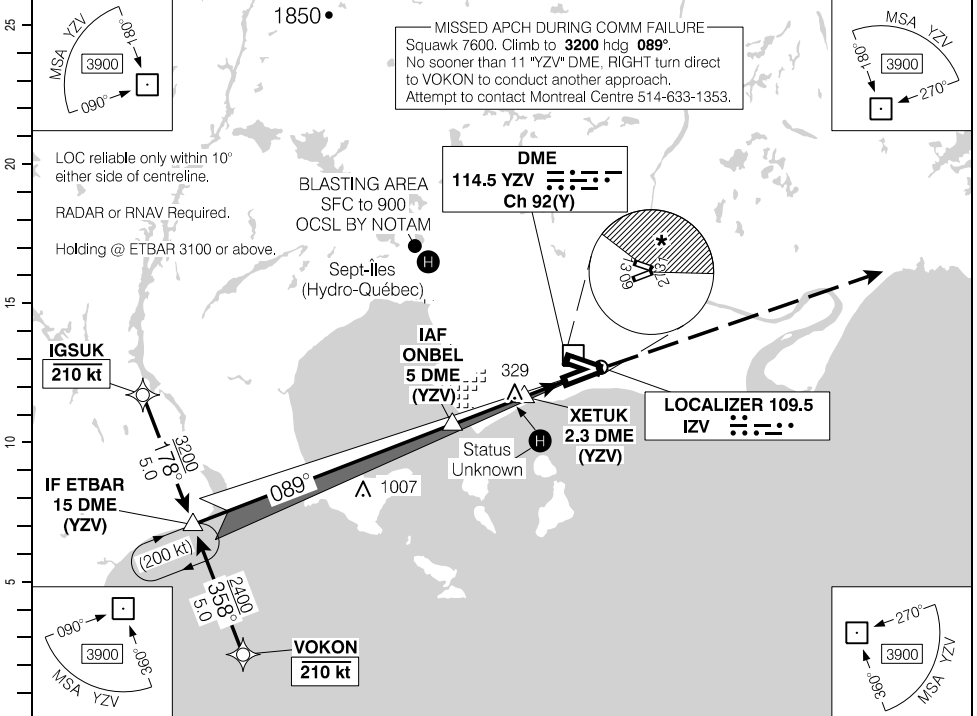 25
20
15
10
5
MSA YZV
180°
3900
090°
1850
MISSED APCH DURING COMM FAILURE
Squawk 7600. Climb to 3200 hdg 089°.
No sooner than 11 "YZV" DME, RIGHT turn direct
to VOKON to conduct another approach.
Attempt to contact Montreal Centre 514-633-1353.
MSA YZV
180°
3900
270°
LOC reliable only within 10°
either side of centreline.
RADAR or RNAV Required.
Holding @ ETBAR 3100 or above.
BLASTING AREA
SFC to 900
OCSL BY NOTAM
H
Sept-Îles
(Hydro-Québec)
DME
114.5 YZV
Ch 92(Y)
*
13
31
09
27
IGSUK
210 kt
3200
178°
5.0
IAF
ONBEL
5 DME
(YZV)
329
XETUK
2.3 DME
(YZV)
LOCALIZER 109.5
IZV
H
Status
Unknown
089°
1007
IF ETBAR
15 DME
(YZV)
(200 kt)
2400
358°
5.0
VOKON
210 kt
090°
3900
360°
MSA YZV
270°
3900
360°
MSA YZV